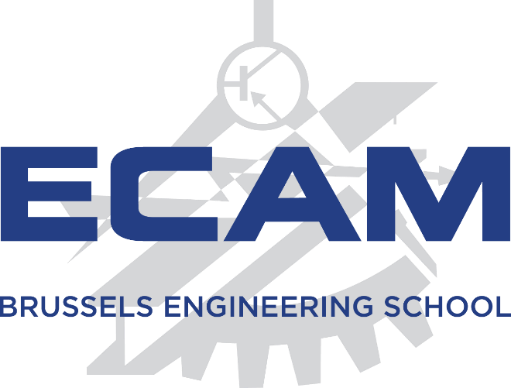 ECAM
BRUSSELS ENGINEERING SCHOOL